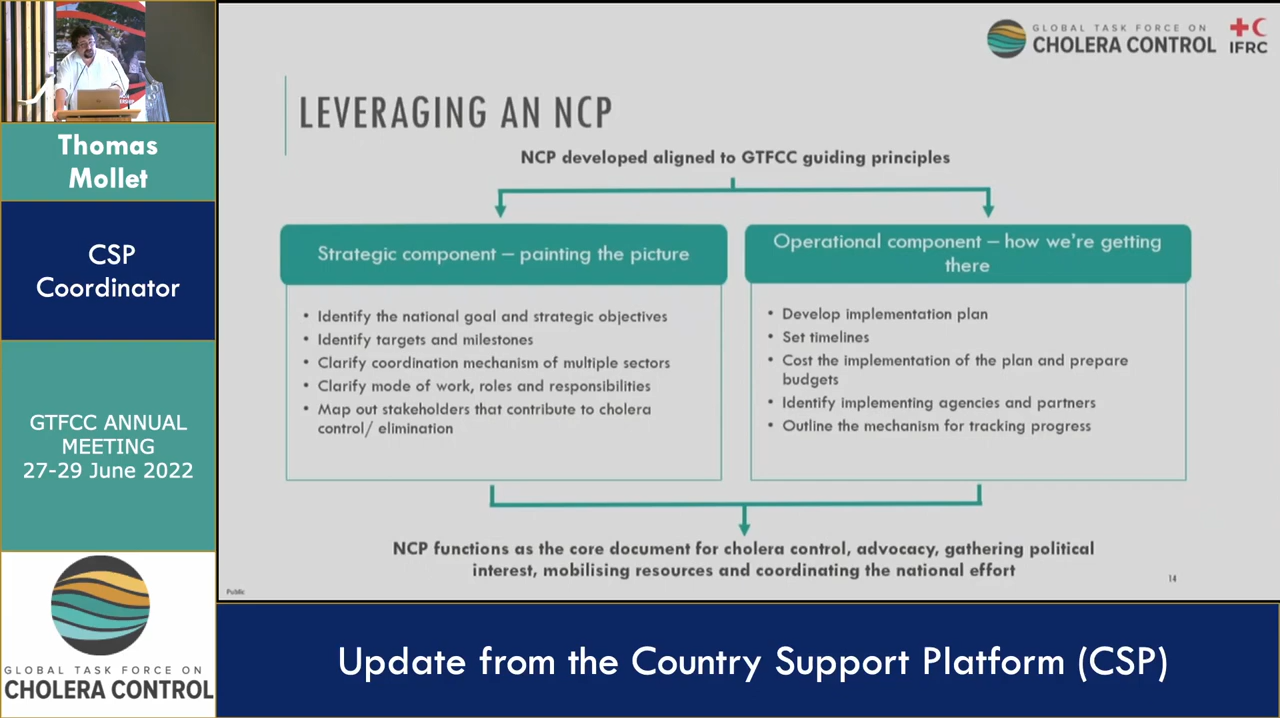 GLOBAL TASK FORCE ON
CHOLERA CONTROL
IFRC
LEVERAGING AN NCP
NCP developed aligned to GTFCC guiding principles
Strategic component – painting the picture
• Identify the national goal and strategic objectives
• Identify targets and milestones
• Clarify coordination mechanism of multiple sectors
• Clarify mode of work, roles and responsibilities
• Map out stakeholders that contribute to cholera
control/ elimination
Operational component – how we're getting
there
• Develop implementation plan
• Set timelines
• Cost the implementation of the plan and prepare
budgets
• Identify implementing agencies and partners
• Outline the mechanism for tracking progress
NCP functions as the core document for cholera control, advocacy, gathering political
interest, mobilising resources and coordinating the national effort
Public
14
Thomas
Mollet
CSP
Coordinator
GTFCC ANNUAL
MEETING
27-29 June 2022
GLOBAL TASK FORCE ON
CHOLERA CONTROL
Update from the Country Support Platform (CSP)